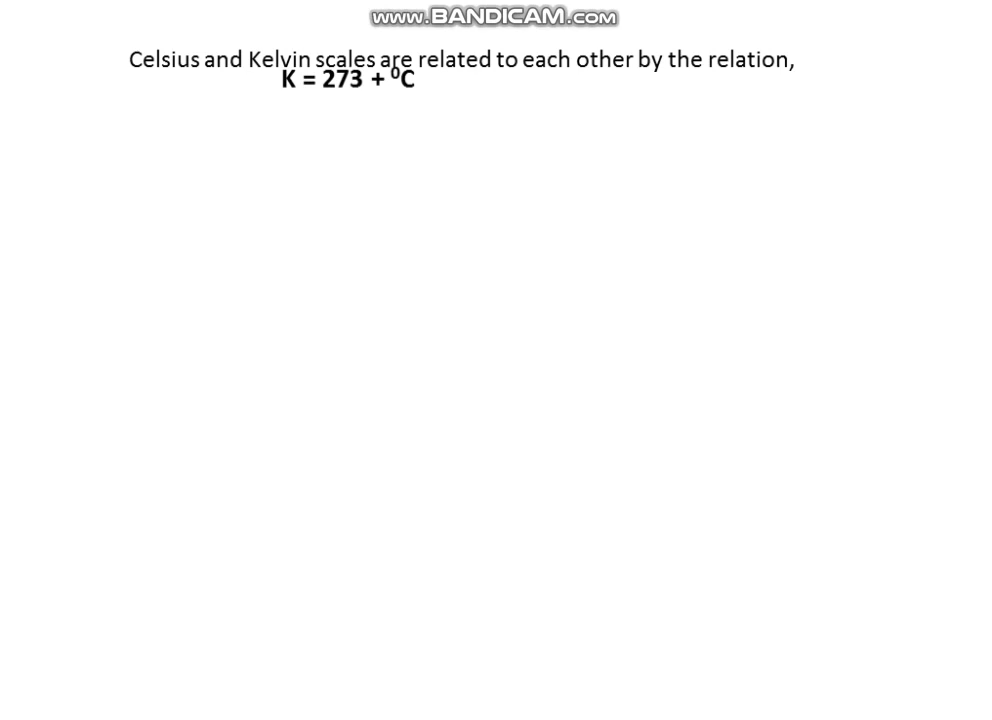 www.BANDICAM.COM
Celsius and Kelvin scales are related to each other by the relation,
K = 273 + ⁰C